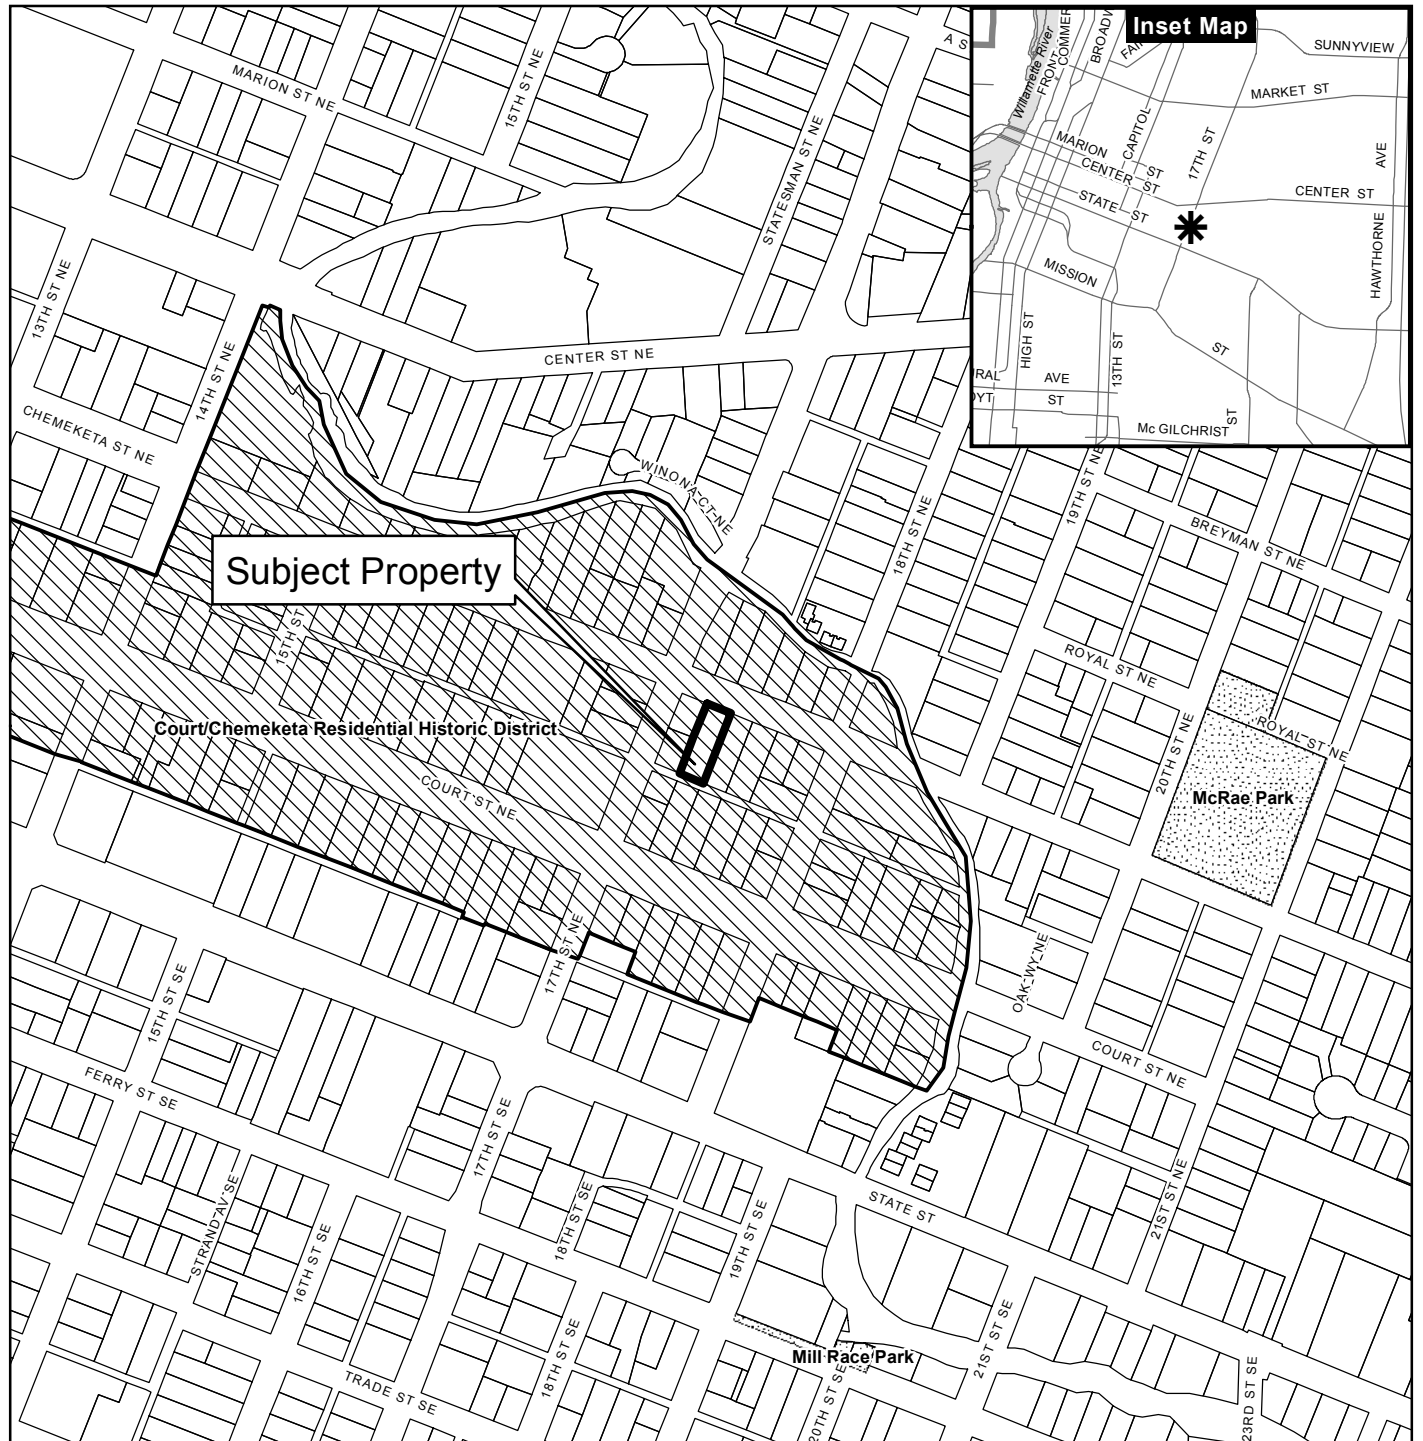 Inset Map
SUNNYVIEW
MARKET ST
FRONT
COMMER
BROADW
FAI
Willamette River
CAPITOL
17TH ST
AVE
MARION ST
CENTER ST
CENTER ST
STATE ST
HAWTHORNE
MISSION
ST
HIGH ST
13TH ST
RAL AVE
OYT ST
ST
Mc GILCHRIST
A S
MARION ST NE
15TH ST NE
STATESMAN ST NE
13TH ST NE
14TH ST NE
CENTER ST NE
CHEMEKETA ST NE
WINONA CT NE
18TH ST NE
19TH ST NE
BREYMAN ST NE
Subject Property
15TH ST
ROYAL ST NE
ROYAL ST NE
20TH ST NE
McRae Park
Court/Chemeketa Residential Historic District
COURT ST NE
17TH ST NE
OAK WY NE
COURT ST NE
15TH ST SE
FERRY ST SE
17TH ST SE
STRAND AV SE
16TH ST SE
18TH ST SE
19TH ST SE
STATE ST
21ST ST NE
18TH ST SE
21ST ST SE
Mill Race Park
TRADE ST SE
20TH ST SE
23RD ST SE